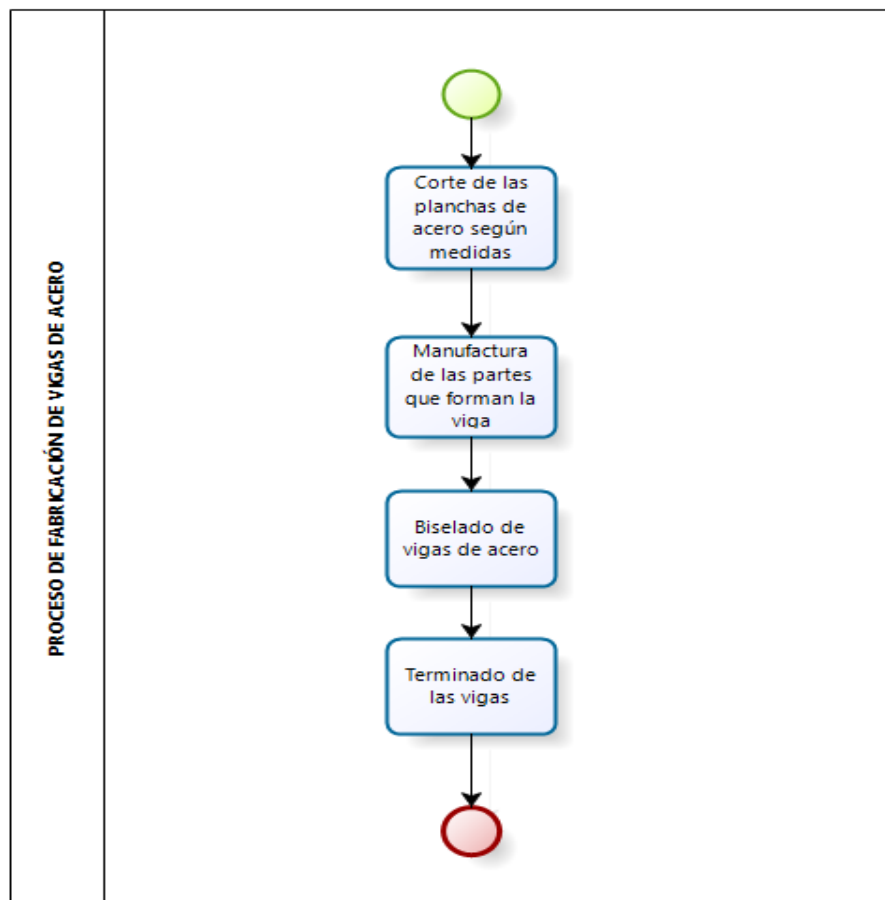 PROCESO DE FABRICACIÓN DE VIGAS DE ACERO
Corte de las
planchas de
acero según
medidas
Manufactura
de las partes
que forman la
viga
Biselado de
vigas de acero
Terminado de
las vigas